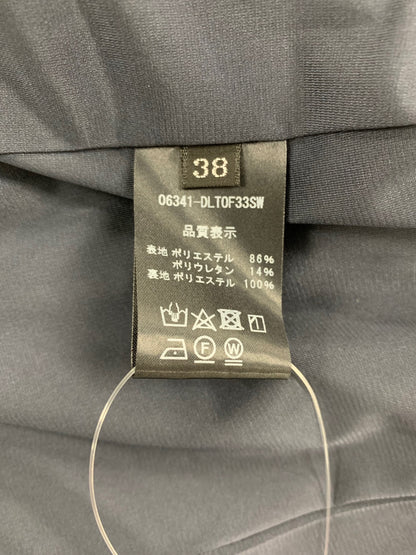 38
06341-DLT0F33SW
品質表示
表地 ポリエステル 86%
ポリウレタン 14%
裏地 ポリエステル 100%
F W